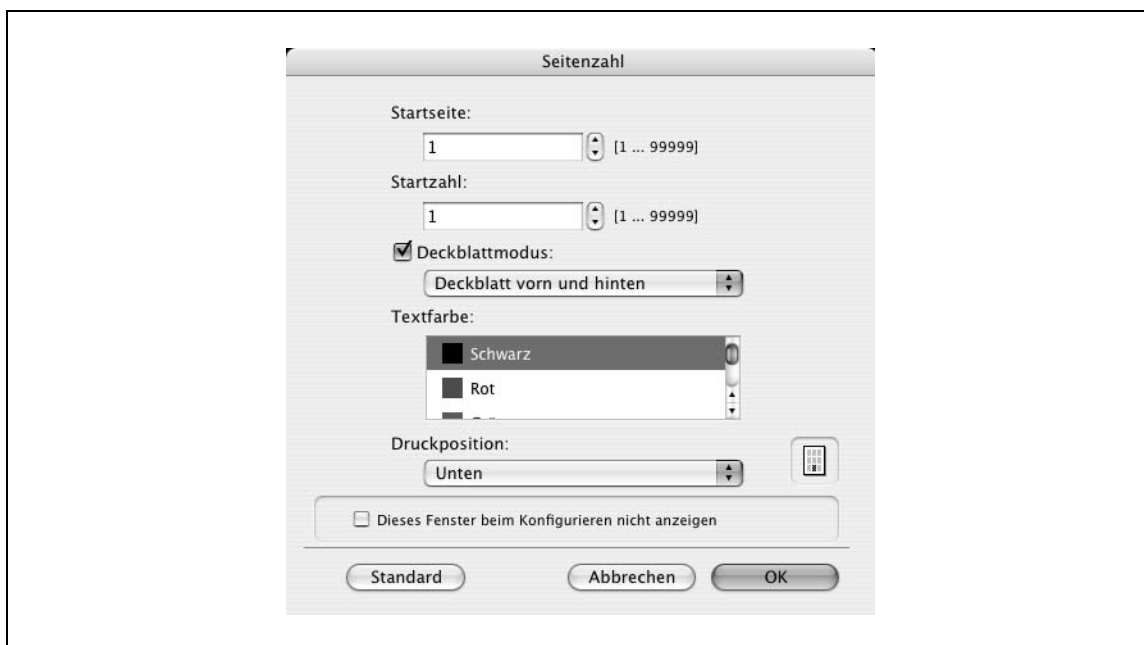 Seitenzahl
Startseite:
1 [1 ... 99999]
Startzahl:
1 [1 ... 99999]
Deckblattmodus:
Deckblatt vorn und hinten
Textfarbe:
Schwarz
Rot
Druckposition:
Unten
Dieses Fenster beim Konfigurieren nicht anzeigen
Standard Abbrechen OK